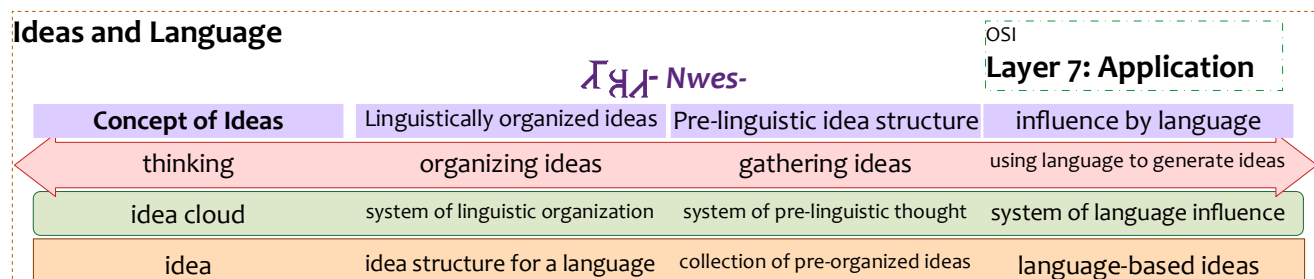 Ideas and Language
OSI
Layer 7: Application
Nwes-
Concept of Ideas Linguistically organized ideas Pre-linguistic idea structure influence by language
thinking organizing ideas gathering ideas using language to generate ideas
idea cloud system of linguistic organization system of pre-linguistic thought system of language influence
idea idea structure for a language collection of pre-organized ideas language-based ideas